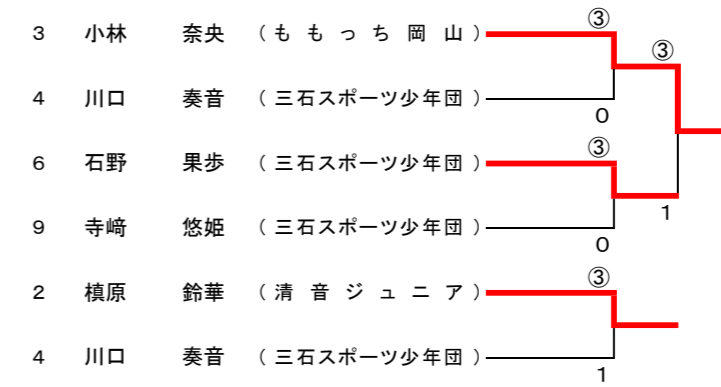 ③
3 小林 奈央 (ももっち岡山)
③
4 川口 奏音 (三石スポーツ少年団)
0
③
6 石野 果歩 (三石スポーツ少年団)
1
9 寺﨑 悠姫 (三石スポーツ少年団)
0
③
2 槙原 鈴華 (清音ジュニア)
4 川口 奏音 (三石スポーツ少年団)
1